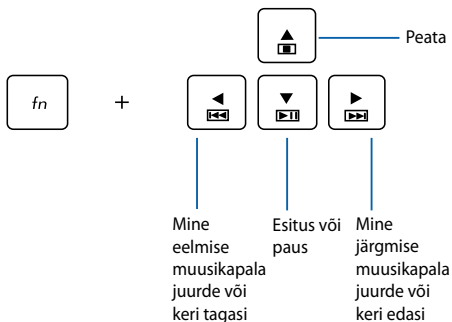 Peata
fn +
Mine
eelmise
muusikapala
juurde või
keri tagasi
Esitus või
paus
Mine
järgmise
muusikapala
juurde või
keri edasi